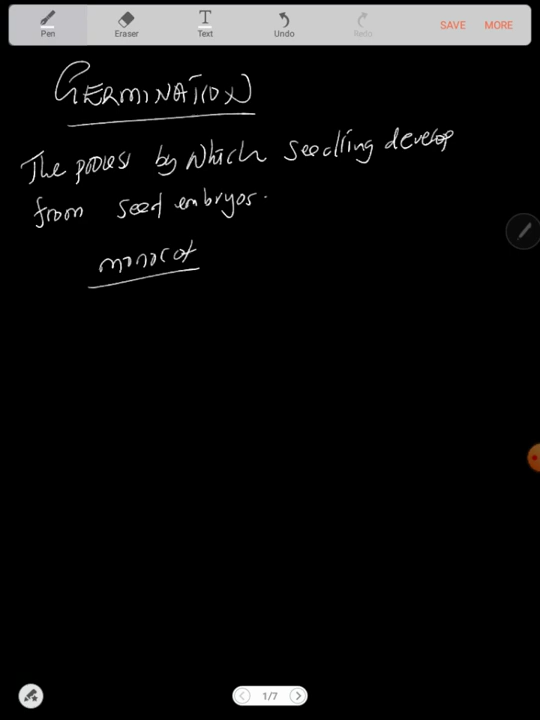 Pen
Eraser
Text
Undo
Redo
SAVE
MORE
GERMINATION
The process by which seedling develop
from seed embryos.
monocot
1/7